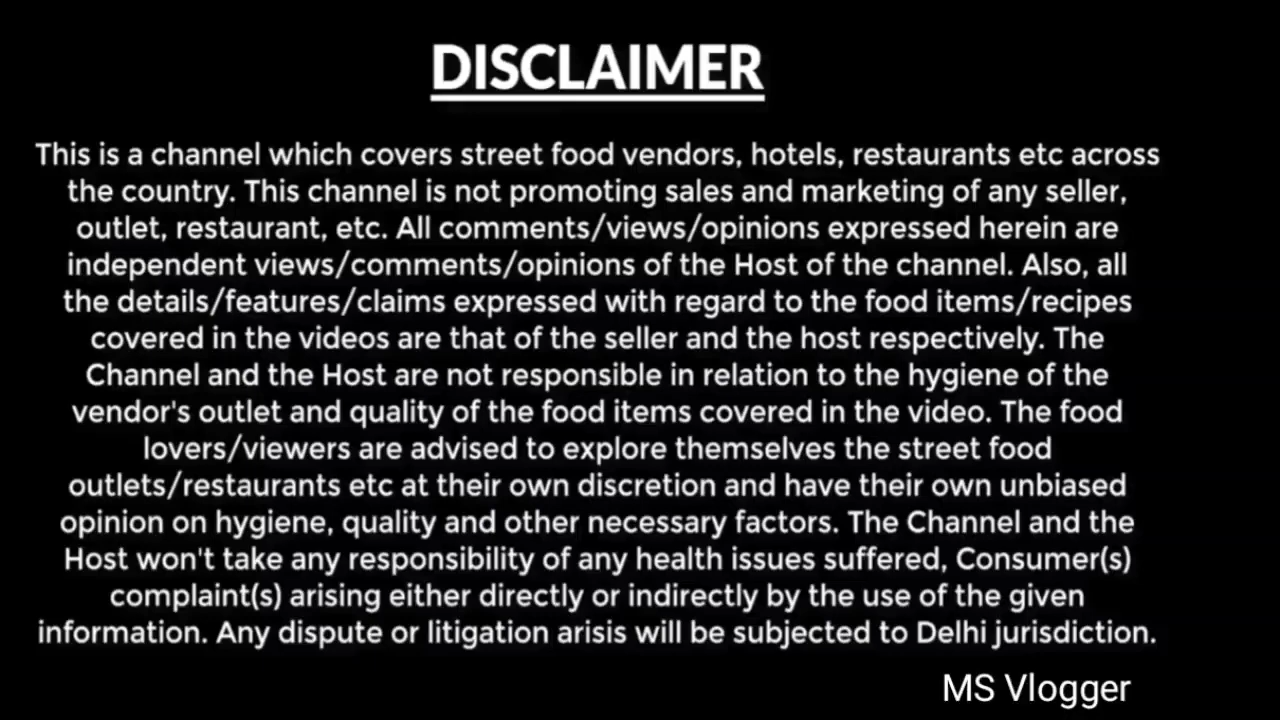 DISCLAIMER
This is a channel which covers street food vendors, hotels, restaurants etc across
the country. This channel is not promoting sales and marketing of any seller,
outlet, restaurant, etc. All comments/views/opinions expressed herein are
independent views/comments/opinions of the Host of the channel. Also, all
the details/features/claims expressed with regard to the food items/recipes
covered in the videos are that of the seller and the host respectively. The
Channel and the Host are not responsible in relation to the hygiene of the
vendor's outlet and quality of the food items covered in the video. The food
lovers/viewers are advised to explore themselves the street food
outlets/restaurants etc at their own discretion and have their own unbiased
opinion on hygiene, quality and other necessary factors. The Channel and the
Host won't take any responsibility of any health issues suffered, Consumer(s)
complaint(s) arising either directly or indirectly by the use of the given
information. Any dispute or litigation arisis will be subjected to Delhi jurisdiction.
MS Vlogger